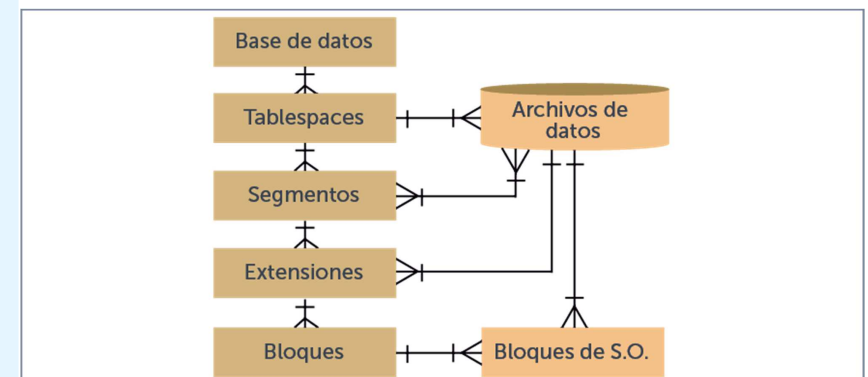 Base de datos
Tablespaces
Archivos de
datos
Segmentos
Extensiones
Bloques
Bloques de S.O.